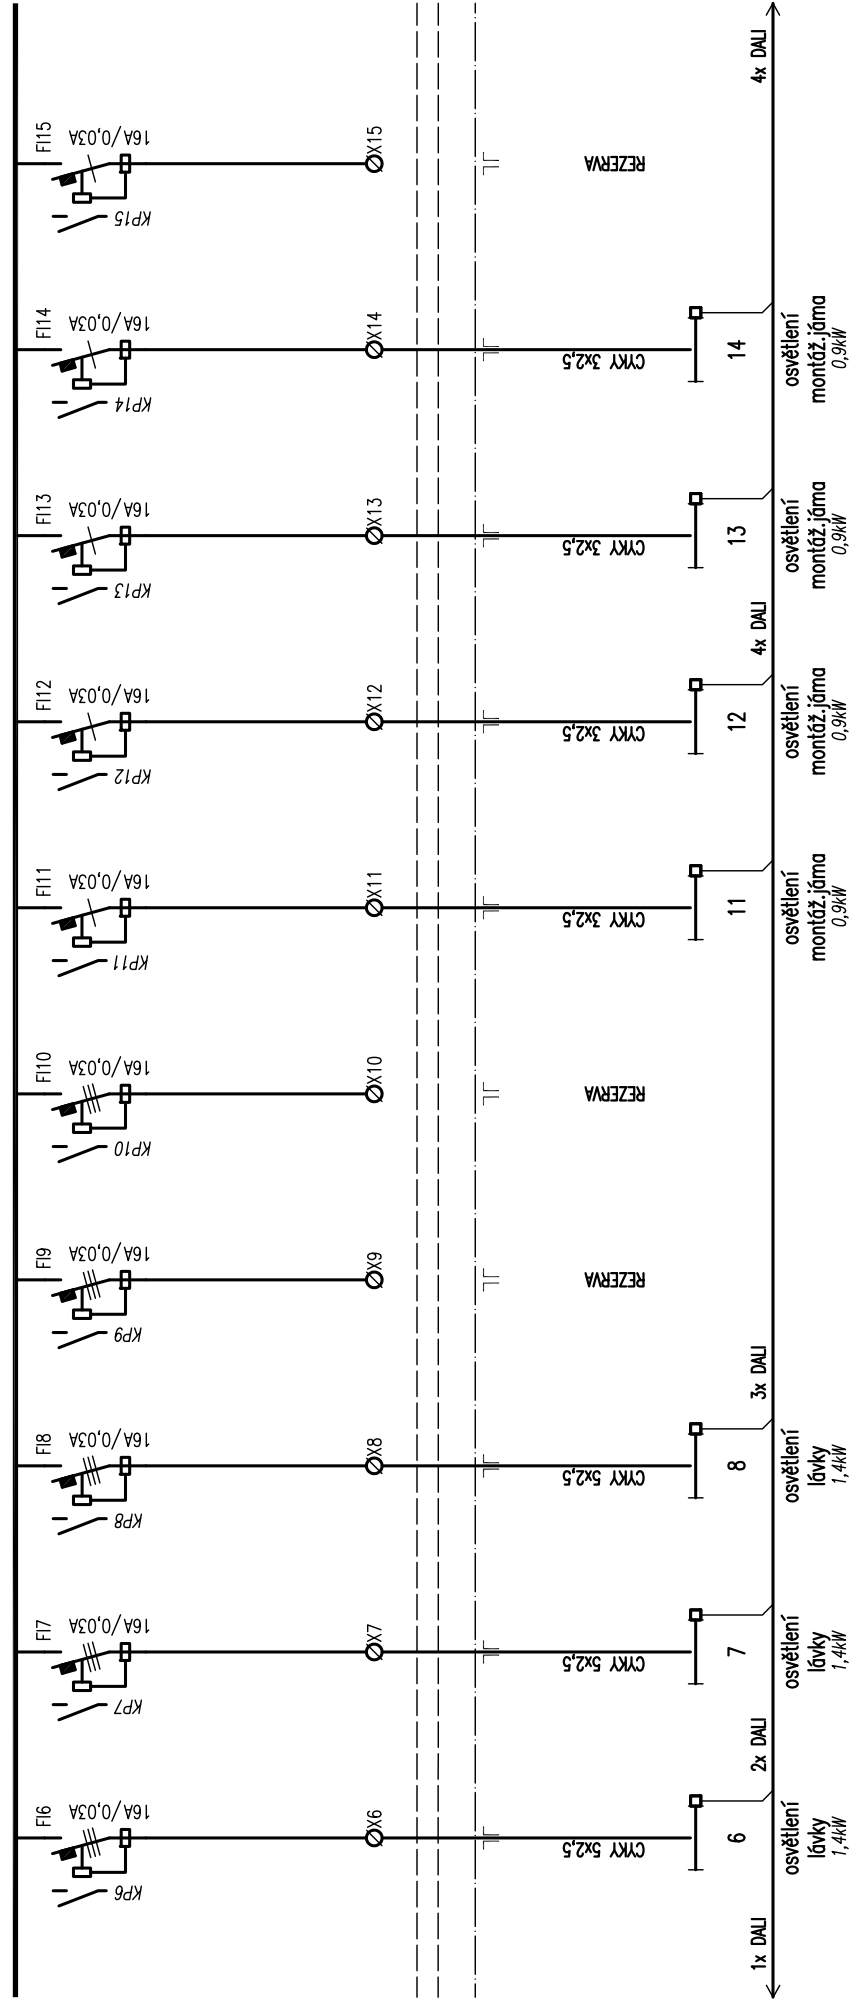 FI15
16A/0,03A
KP15
X15
REZERVA
4x DALI
FI14
16A/0,03A
KP14
X14
CYKY 3x2,5
14
osvětlení
montáž.jáma
0,9kW
FI13
16A/0,03A
KP13
X13
CYKY 3x2,5
13
osvětlení
montáž.jáma
0,9kW
4x DALI
FI12
16A/0,03A
KP12
X12
CYKY 3x2,5
12
osvětlení
montáž.jáma
0,9kW
FI11
16A/0,03A
KP11
X11
CYKY 3x2,5
11
osvětlení
montáž.jáma
0,9kW
FI10
16A/0,03A
KP10
X10
REZERVA
FI9
16A/0,03A
KP9
X9
REZERVA
3x DALI
FI8
16A/0,03A
KP8
X8
CYKY 5x2,5
8
osvětlení
lávky
1,4kW
FI7
16A/0,03A
KP7
X7
CYKY 5x2,5
7
osvětlení
lávky
1,4kW
2x DALI
FI6
16A/0,03A
KP6
X6
CYKY 5x2,5
6
osvětlení
lávky
1,4kW
1x DALI